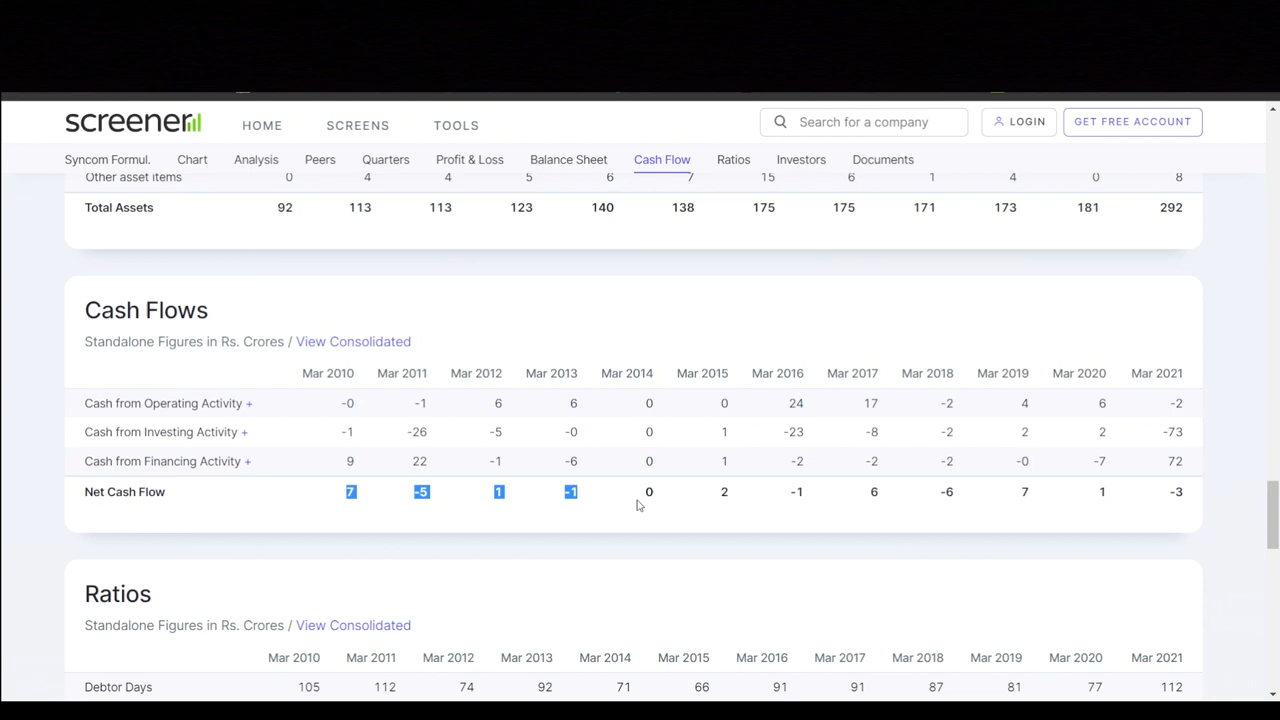 screener HOME SCREENS TOOLS Search for a company LOGIN GET FREE ACCOUNT
Syncom Formul. Chart Analysis Peers Quarters Profit & Loss Balance Sheet Cash Flow Ratios Investors Documents
Other asset items 0 4 4 5 6 7 15 6 1 4 0 8
Total Assets 92 113 113 123 140 138 175 175 171 173 181 292
Cash Flows
Standalone Figures in Rs. Crores / View Consolidated
Mar 2010 Mar 2011 Mar 2012 Mar 2013 Mar 2014 Mar 2015 Mar 2016 Mar 2017 Mar 2018 Mar 2019 Mar 2020 Mar 2021
Cash from Operating Activity + -0 -1 6 6 0 0 24 17 -2 4 6 -2
Cash from Investing Activity + -1 -26 -5 -0 0 1 -23 -8 -2 2 2 -73
Cash from Financing Activity + 9 22 -1 -6 0 1 -2 -2 -2 -0 -7 72
Net Cash Flow 7 -5 1 -1 0 2 -1 6 -6 7 1 -3
Ratios
Standalone Figures in Rs. Crores / View Consolidated
Mar 2010 Mar 2011 Mar 2012 Mar 2013 Mar 2014 Mar 2015 Mar 2016 Mar 2017 Mar 2018 Mar 2019 Mar 2020 Mar 2021
Debtor Days 105 112 74 92 71 66 91 91 87 81 77 112